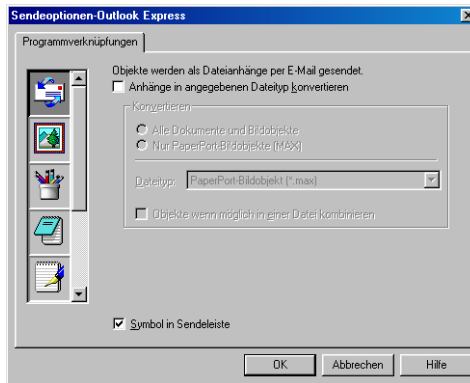 Sendeoptionen-Outlook Express
Programmverknüpfungen
Objekte werden als Dateianhänge per E-Mail gesendet.
Anhänge in angegebenen Dateityp konvertieren
Konvertieren
Alle Dokumente und Bildobjekte
Nur PaperPort-Bildobjekte (MAX)
Dateityp: PaperPort-Bildobjekt (*.max)
Objekte wenn möglich in einer Datei kombinieren
Symbol in Sendeleiste
OK Abbrechen Hilfe